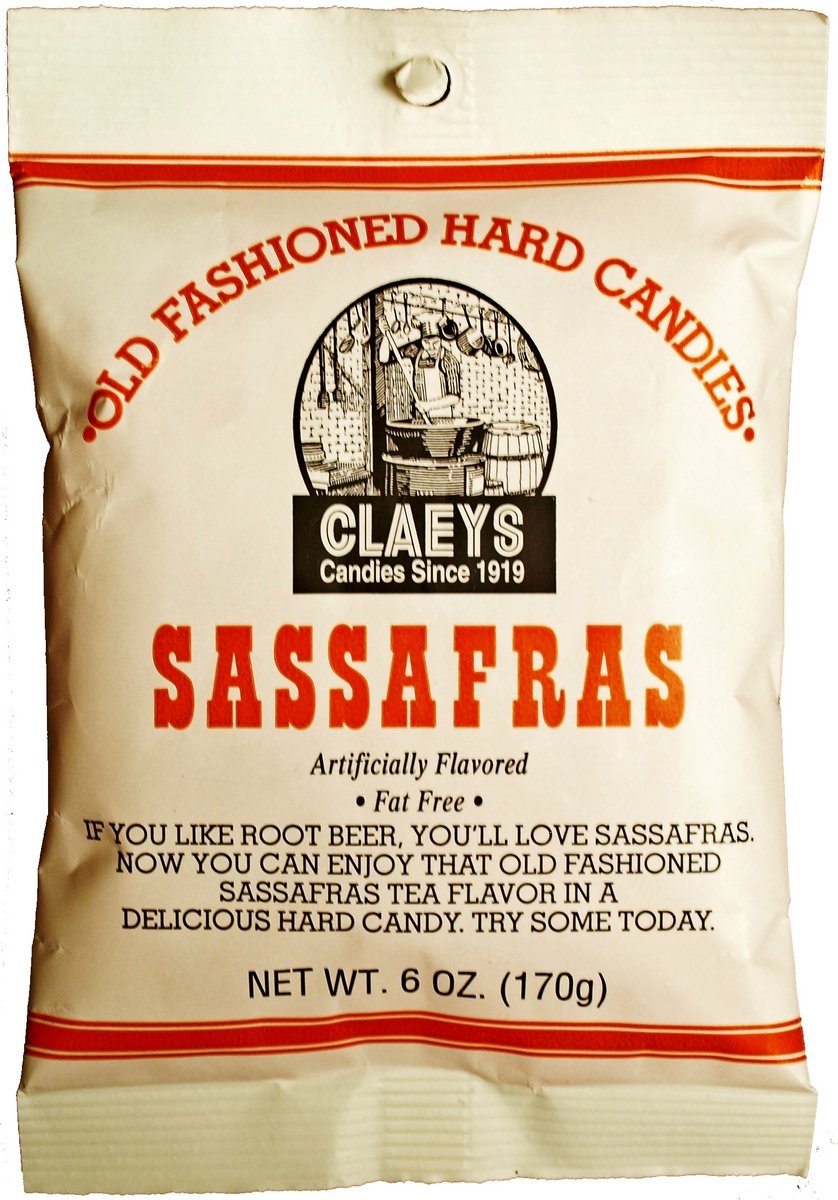 •OLD FASHIONED HARD CANDIES•
CLAEYS
Candies Since 1919
SASSAFRAS
Artificially Flavored
• Fat Free •
IF YOU LIKE ROOT BEER, YOU'LL LOVE SASSAFRAS.
NOW YOU CAN ENJOY THAT OLD FASHIONED
SASSAFRAS TEA FLAVOR IN A
DELICIOUS HARD CANDY. TRY SOME TODAY.
NET WT. 6 OZ. (170g)